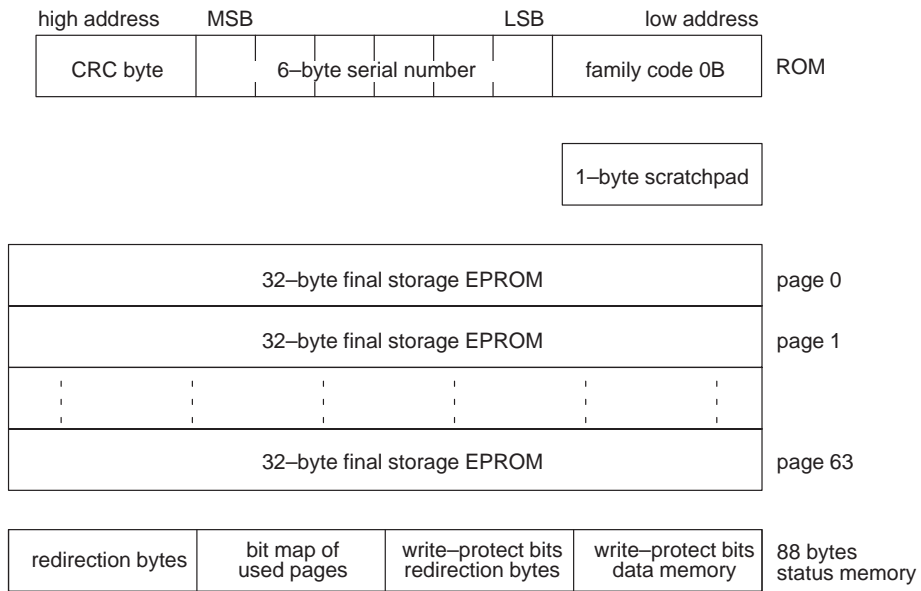 high address MSB LSB low address
CRC byte 6–byte serial number family code 0B ROM
1–byte scratchpad
32–byte final storage EPROM page 0
32–byte final storage EPROM page 1
32–byte final storage EPROM page 63
redirection bytes bit map of used pages write–protect bits redirection bytes write–protect bits data memory 88 bytes status memory